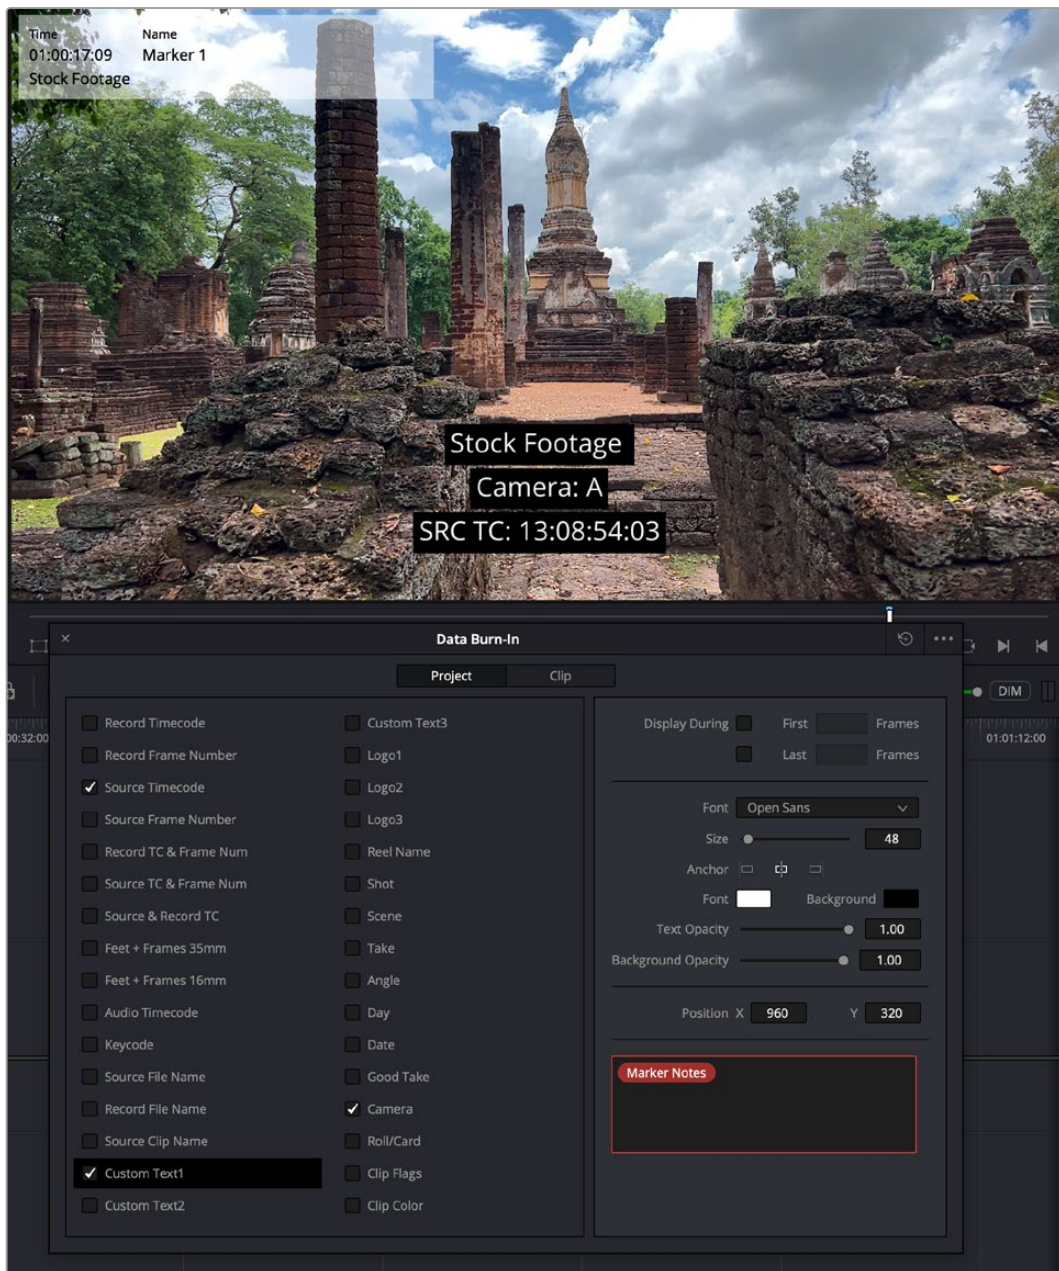 Time Name
01:00:17:09 Marker 1
Stock Footage
Stock Footage
Camera: A
SRC TC: 13:08:54:03
Data Burn-In
Project Clip
DIM
00:32:00
01:01:12:00
Record Timecode
Record Frame Number
Source Timecode
Source Frame Number
Record TC & Frame Num
Source TC & Frame Num
Source & Record TC
Feet + Frames 35mm
Feet + Frames 16mm
Audio Timecode
Keycode
Source File Name
Record File Name
Source Clip Name
Custom Text1
Custom Text2
Custom Text3
Logo1
Logo2
Logo3
Reel Name
Shot
Scene
Take
Angle
Day
Date
Good Take
Camera
Roll/Card
Clip Flags
Clip Color
Display During First Frames
Last Frames
Font Open Sans
Size 48
Anchor
Font Background
Text Opacity 1.00
Background Opacity 1.00
Position X 960 Y 320
Marker Notes